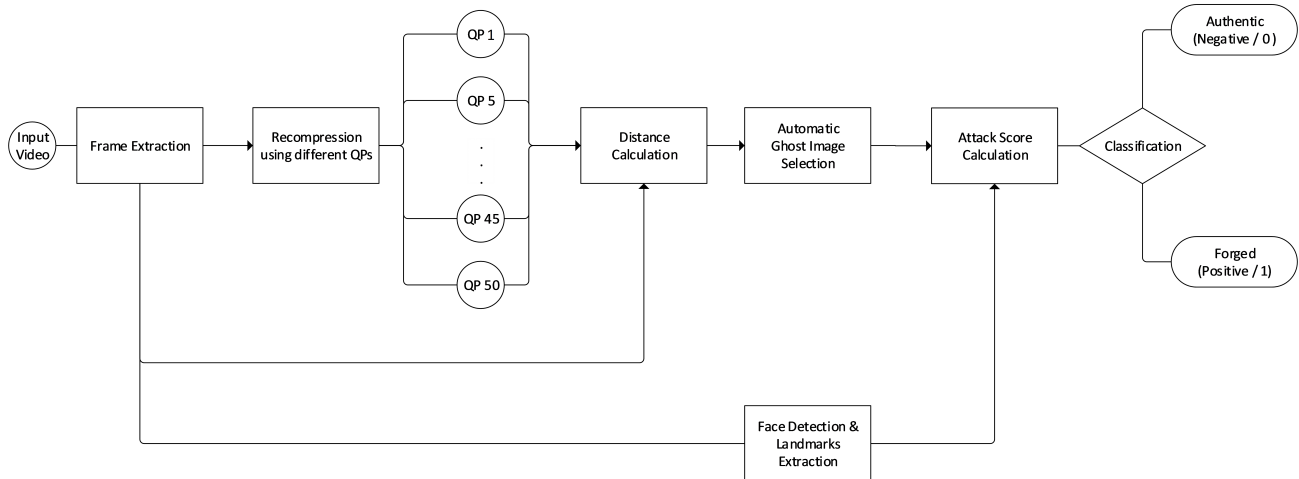 Input
Video
Frame Extraction
Recompression
using different QPs
QP 1
QP 5
.
.
.
QP 45
QP 50
Distance
Calculation
Automatic
Ghost Image
Selection
Attack Score
Calculation
Classification
Authentic
(Negative / 0 )
Forged
(Positive / 1)
Face Detection &
Landmarks
Extraction